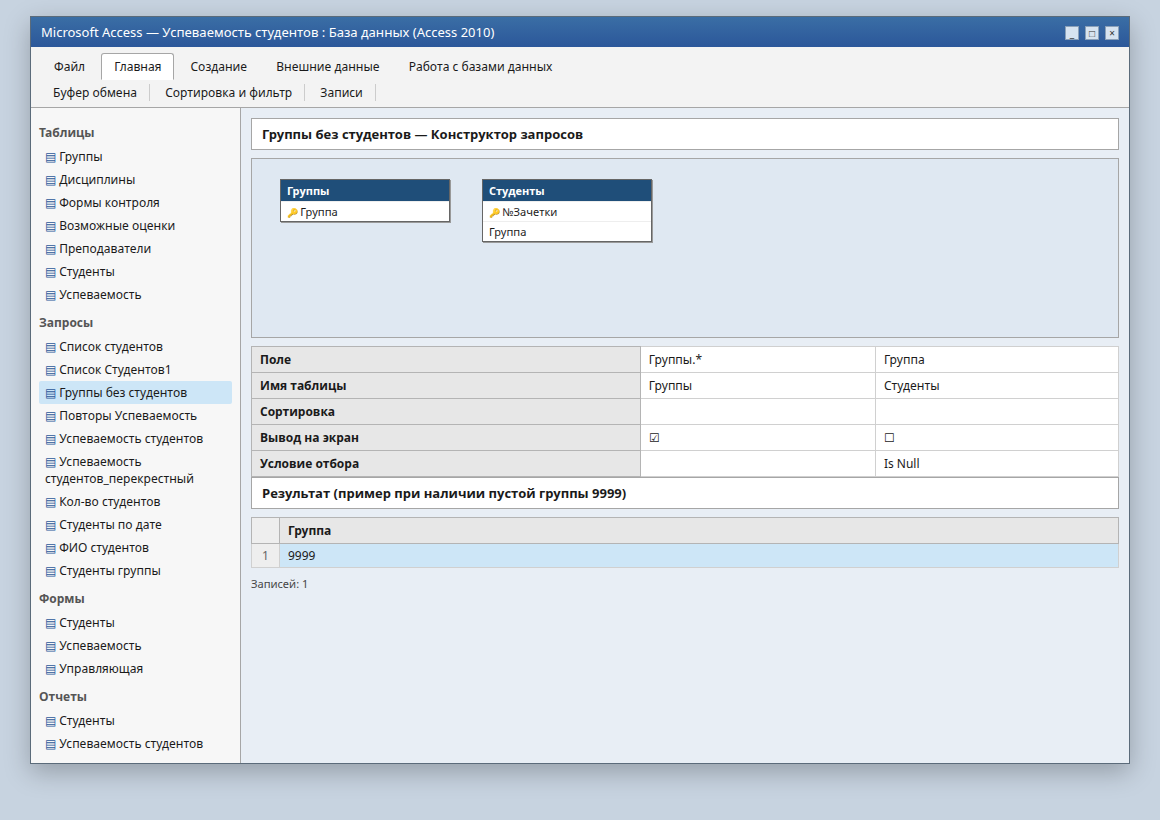 Microsoft Access — Успеваемость студентов : База данных (Access 2010)
Файл Главная Создание Внешние данные Работа с базами данных
Буфер обмена Сортировка и фильтр Записи
Таблицы
Группы
Дисциплины
Формы контроля
Возможные оценки
Преподаватели
Студенты
Успеваемость
Запросы
Список студентов
Список Студентов1
Группы без студентов
Повторы Успеваемость
Успеваемость студентов
Успеваемость
студентов_перекрестный
Кол-во студентов
Студенты по дате
ФИО студентов
Студенты группы
Формы
Студенты
Успеваемость
Управляющая
Отчеты
Студенты
Успеваемость студентов
Группы без студентов — Конструктор запросов
Группы
Группа
Студенты
№Зачетки
Группа
Поле Группы.* Группа
Имя таблицы Группы Студенты
Сортировка
Вывод на экран ☑ ☐
Условие отбора Is Null
Результат (пример при наличии пустой группы 9999)
Группа
1 9999
Записей: 1